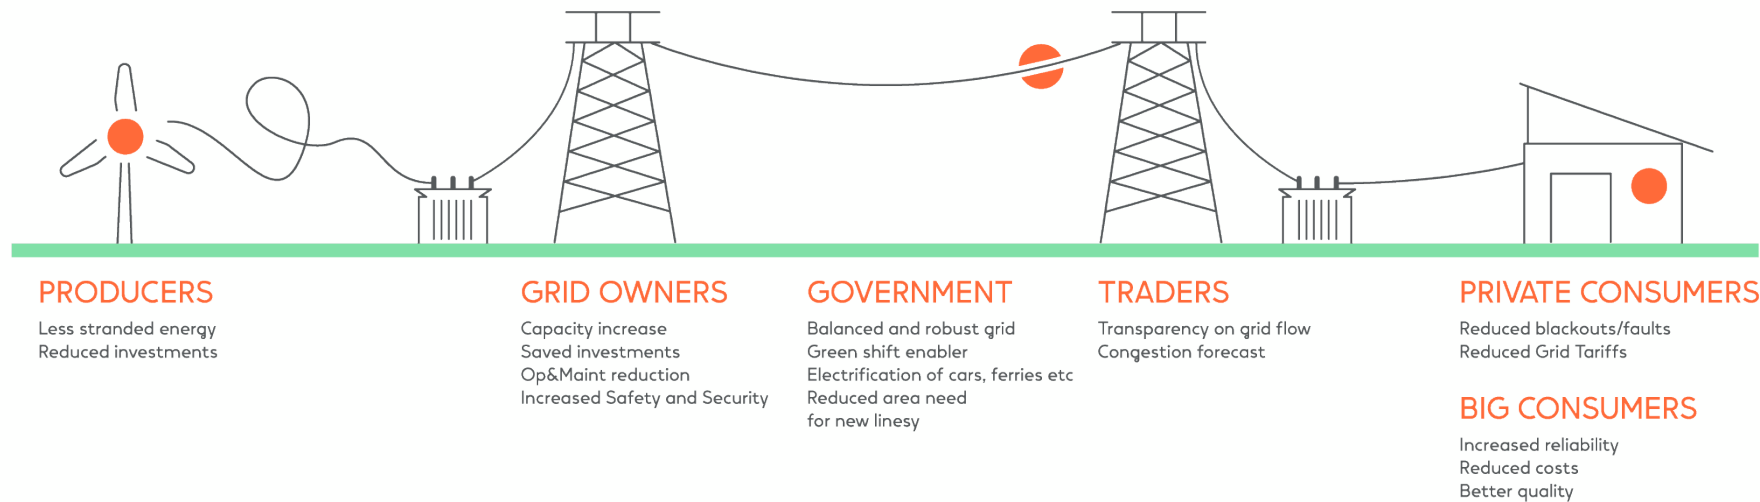 PRODUCERS
Less stranded energy
Reduced investments
GRID OWNERS
Capacity increase
Saved investments
Op&Maint reduction
Increased Safety and Security
GOVERNMENT
Balanced and robust grid
Green shift enabler
Electrification of cars, ferries etc
Reduced area need
for new linesy
TRADERS
Transparency on grid flow
Congestion forecast
PRIVATE CONSUMERS
Reduced blackouts/faults
Reduced Grid Tariffs
BIG CONSUMERS
Increased reliability
Reduced costs
Better quality